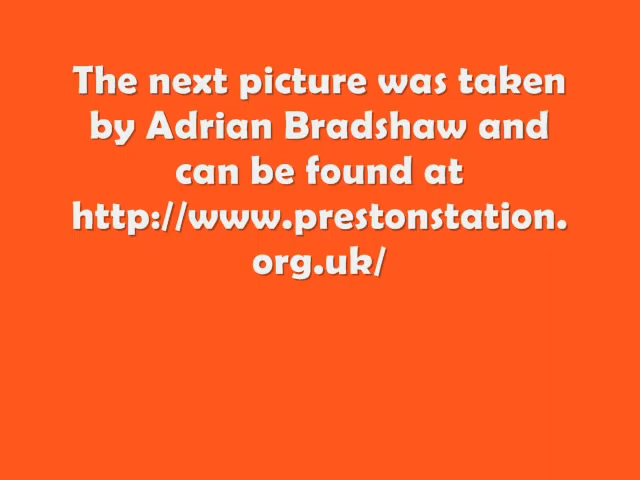 The next picture was taken
by Adrian Bradshaw and
can be found at
http://www.prestonstation.
org.uk/